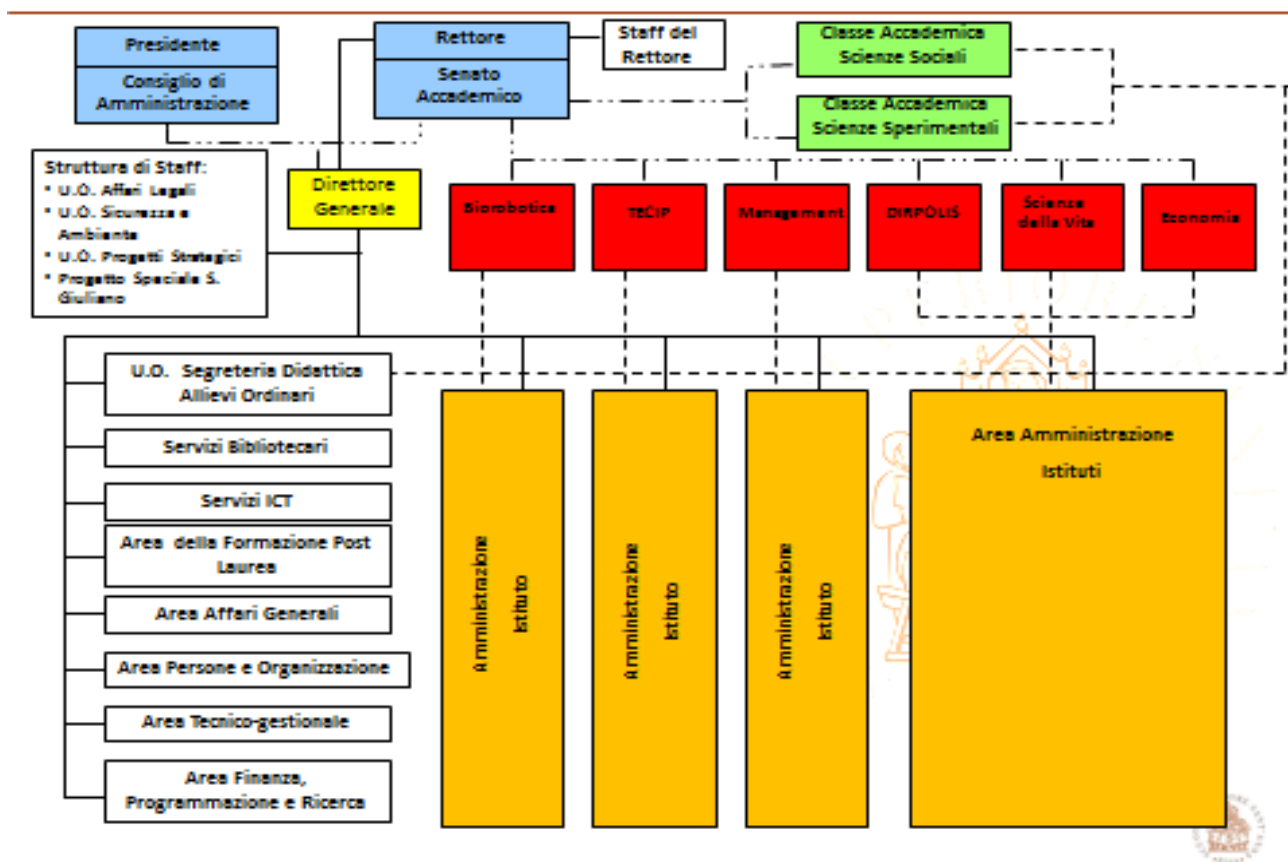 Presidente
Consiglio di
Amministrazione
Rettore
Senato
Accademico
Staff del
Rettore
Classe Accademica
Scienze Sociali
Classe Accademica
Scienze Sperimentali
Struttura di Staff:
• U.O. Affari Legali
• U.O. Sicurezza e
Ambiente
• U.O. Progetti Strategici
• Progetto Speciale S.
Giuliano
Direttore
Generale
Biorobotica
TECIP
Management
DIRPOLIS
Scienze
della Vita
Economia
U.O. Segreteria Didattica
Allievi Ordinari
Servizi Bibliotecari
Servizi ICT
Area della Formazione Post
Laurea
Area Affari Generali
Area Persone e Organizzazione
Area Tecnico-gestionale
Area Finanza,
Programmazione e Ricerca
Amministrazione
Istituto
Amministrazione
Istituto
Amministrazione
Istituto
Area Amministrazione
Istituti